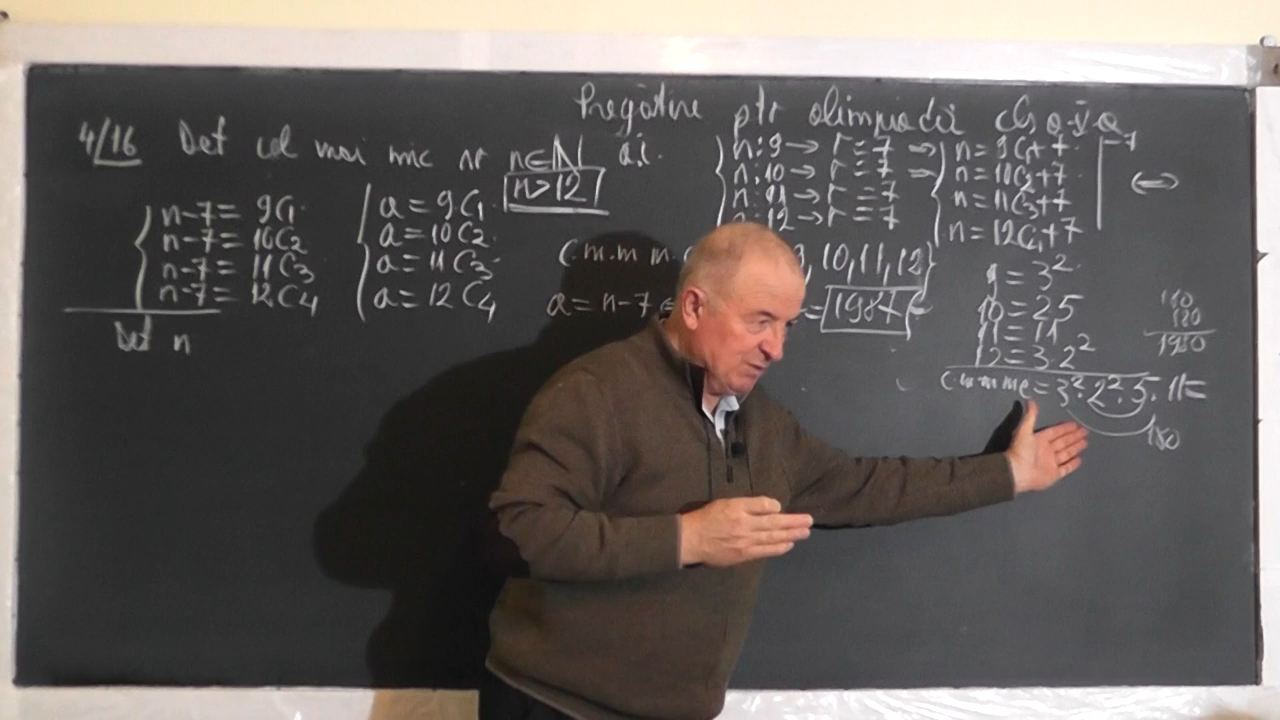 Pregătire ptr olimpiadă cls a-V-a
4/16 Det cel mai mic nr n∈ℕ a.î.
n>12
n:9→r=7 ⇒
n:10→r=7 ⇒
n:11→r=7
n:12→r=7
n=9C₁+7
n=10C₂+7
n=11C₃+7
n=12C₄+7
-7
⇔
n-7=9C₁
n-7=10C₂
n-7=11C₃
n-7=12C₄
Det n
a=9C₁
a=10C₂
a=11C₃
a=12C₄
c.m.m.m.
, 10, 11, 12}
a=n-7
= 1987
9=3²
10=2·5
11=11
12=3·2²
c.m.m.m.c=3²·2²·5·11=
180
180
180
1980